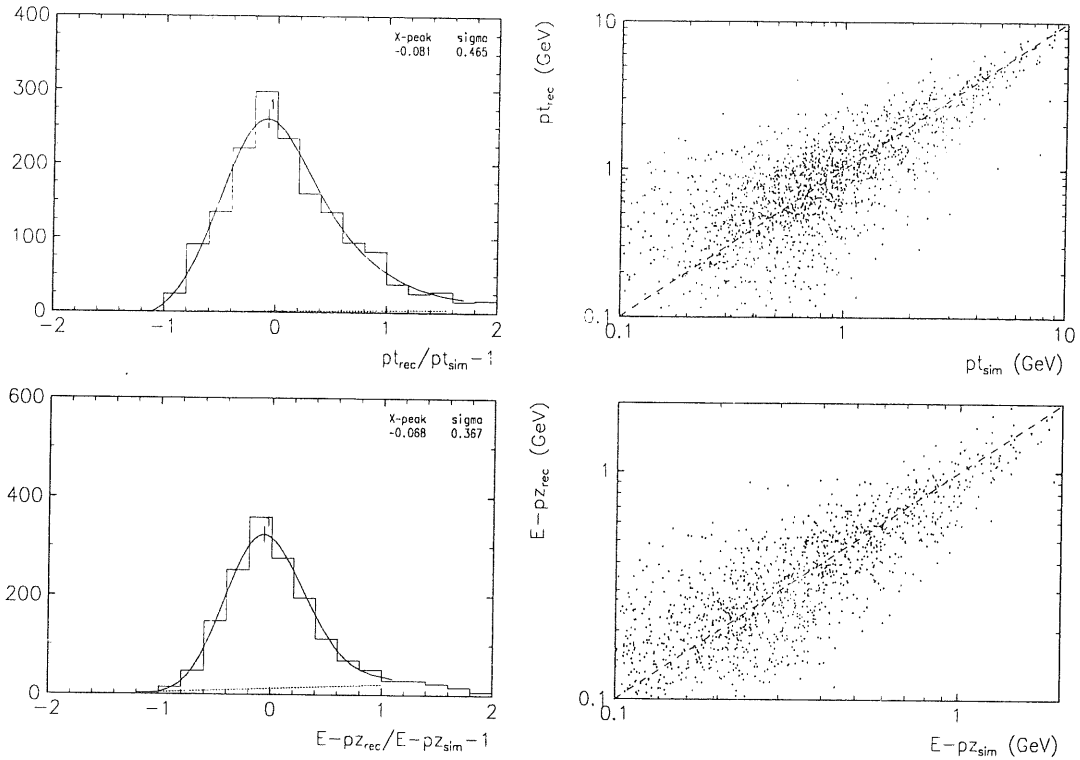 400
300
200
100
0
X-peak sigma
-0.081 0.465
-2 -1 0 1 2
pt_rec/pt_sim-1
pt_rec (GeV)
10
1
0.1
0.1 1 10
pt_sim (GeV)
600
400
200
0
X-peak sigma
-0.068 0.367
-2 -1 0 1 2
E-pz_rec/E-pz_sim-1
E-pz_rec (GeV)
1
0.1
0.1 1
E-pz_sim (GeV)